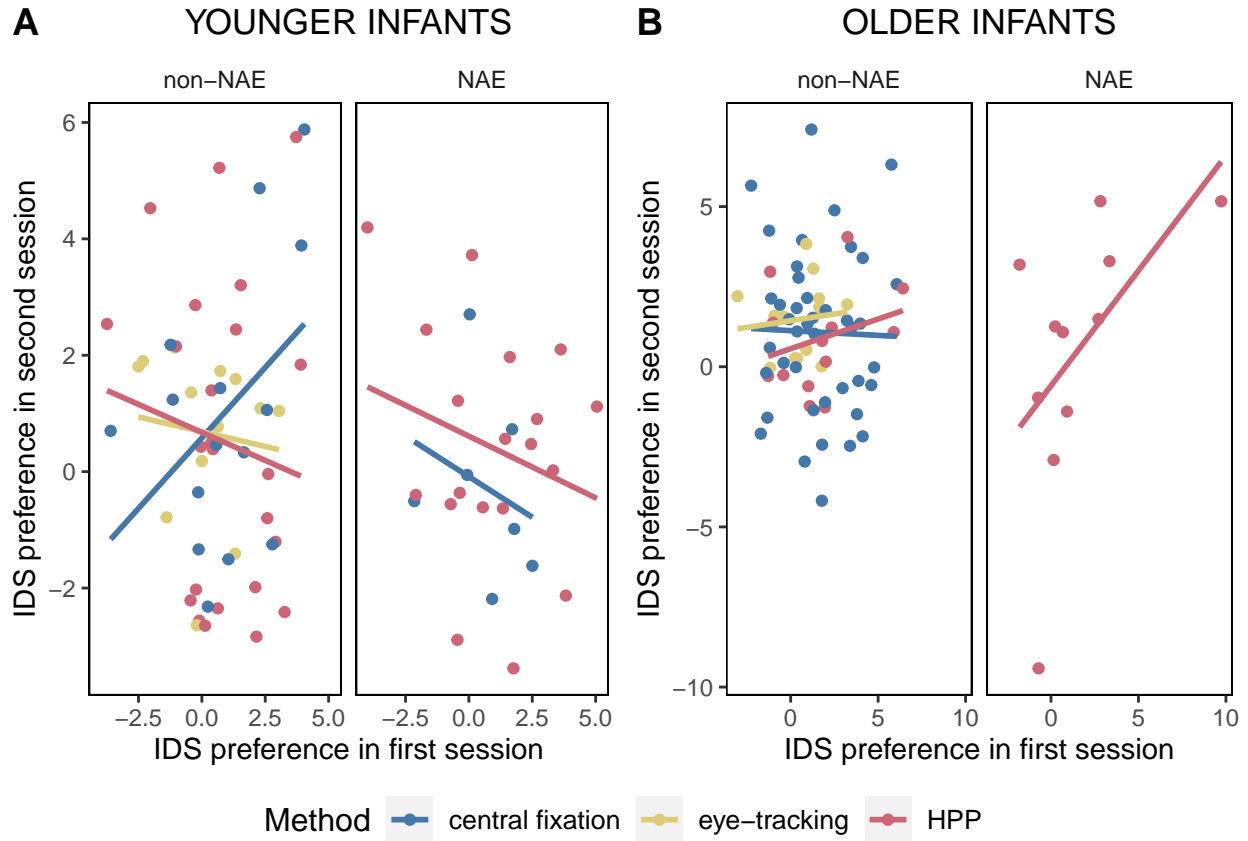 A YOUNGER INFANTS
B OLDER INFANTS
non−NAE
NAE
non−NAE
NAE
IDS preference in second session
6
4
2
0
−2
−2.5 0.0 2.5 5.0
−2.5 0.0 2.5 5.0
IDS preference in first session
IDS preference in second session
5
0
−5
−10
0 5 10
0 5 10
IDS preference in first session
Method central fixation eye−tracking HPP